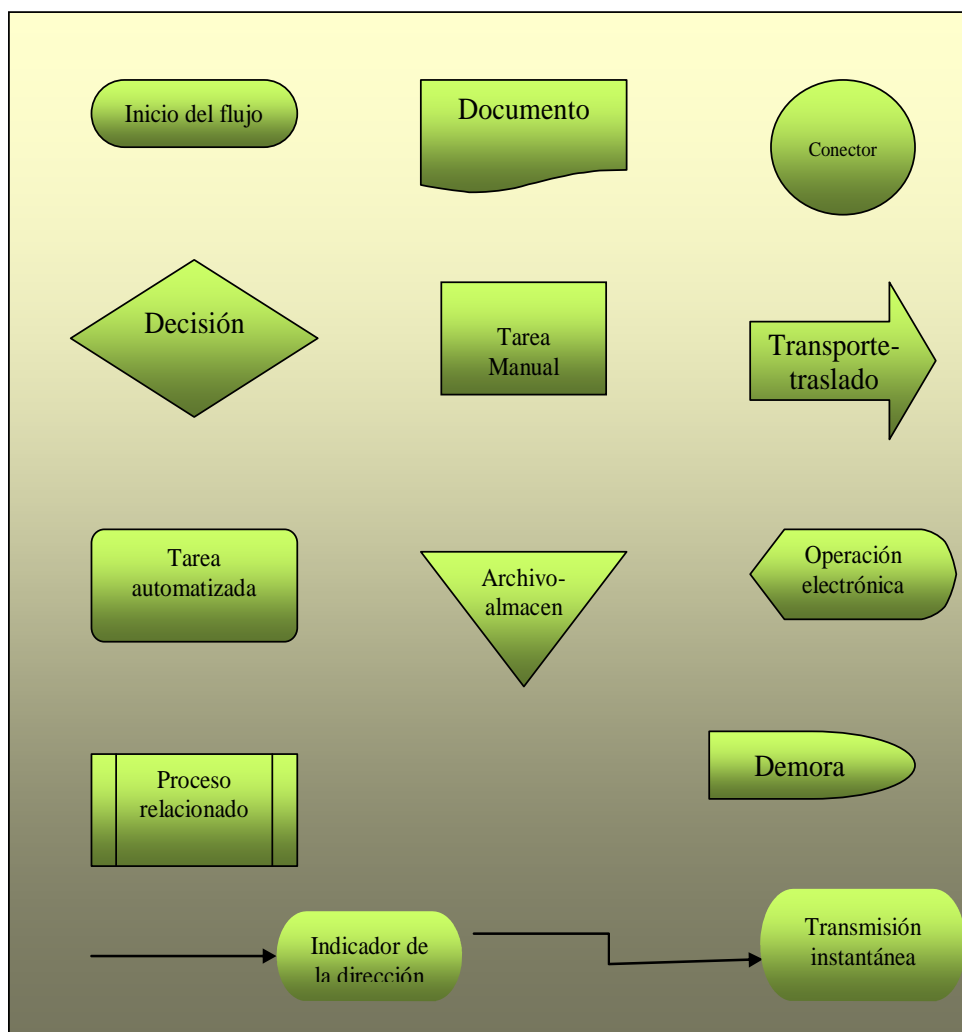 Inicio del flujo
Documento
Conector
Decisión
Tarea
Manual
Transporte-
traslado
Tarea
automatizada
Archivo-
almacen
Operación
electrónica
Proceso
relacionado
Demora
Indicador de
la dirección
Transmisión
instantánea